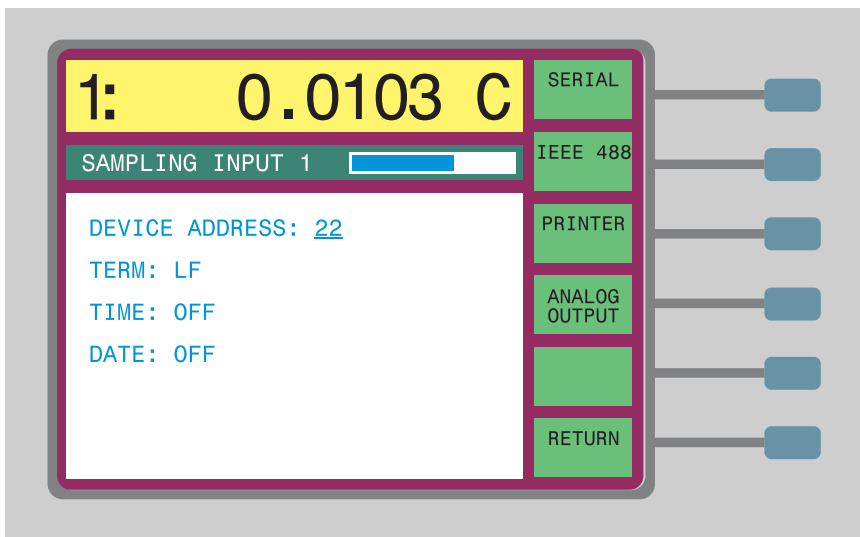 1: 0.0103 C
SAMPLING INPUT 1
DEVICE ADDRESS: 22
TERM: LF
TIME: OFF
DATE: OFF
SERIAL
IEEE 488
PRINTER
ANALOG
OUTPUT
RETURN